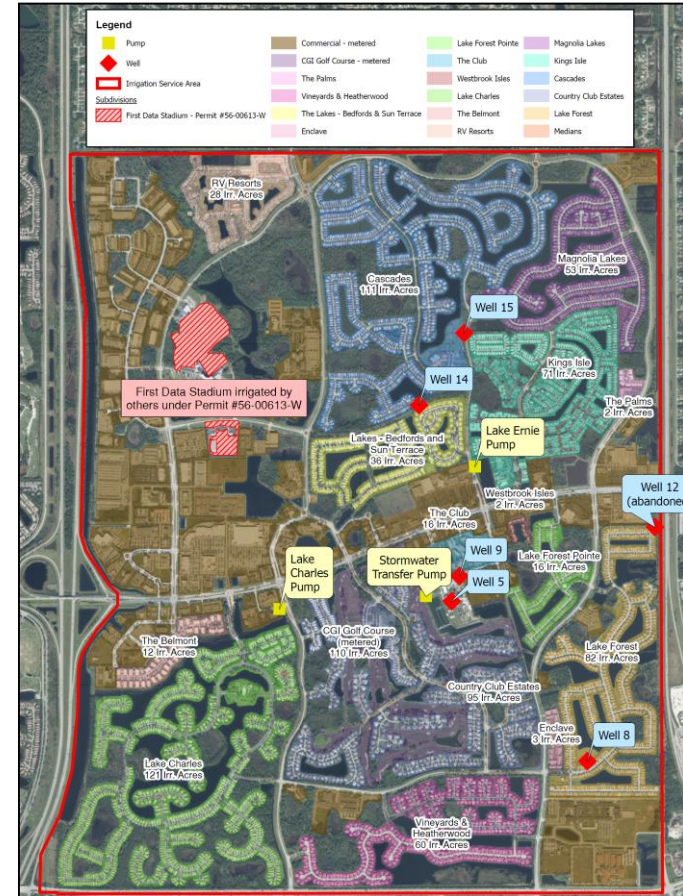 Legend
Pump
Well
Irrigation Service Area
Subdivisions
First Data Stadium - Permit #56-00613-W
Commercial - metered
CGI Golf Course - metered
The Palms
Vineyards & Heatherwood
The Lakes - Bedfords & Sun Terrace
Enclave
Lake Forest Pointe
The Club
Westbrook Isles
Lake Charles
The Belmont
RV Resorts
Magnolia Lakes
Kings Isle
Cascades
Country Club Estates
Lake Forest
Medians
RV Resorts
28 Irr. Acres
Magnolia Lakes
53 Irr. Acres
Cascades
111 Irr. Acres
Well 15
Kings Isle
71 Irr. Acres
First Data Stadium irrigated by
others under Permit #56-00613-W
Well 14
The Palms
2 Irr. Acres
Lake Ernie
Pump
Lakes - Bedfords and
Sun Terrace
36 Irr. Acres
Well 12
(abandoned
Westbrook Isles
2 Irr. Acres
The Club
16 Irr. Acres
Lake
Charles
Pump
Stormwater
Transfer Pump
Well 9
Well 5
Lake Forest Pointe
16 Irr. Acres
The Belmont
12 Irr. Acres
CGI Golf Course
(metered)
110 Irr. Acres
Lake Forest
82 Irr. Acres
Country Club Estates
95 Irr. Acres
Enclave
3 Irr. Acres
Well 8
Lake Charles
121 Irr. Acres
Vineyards &
Heatherwood
60 Irr. Acres